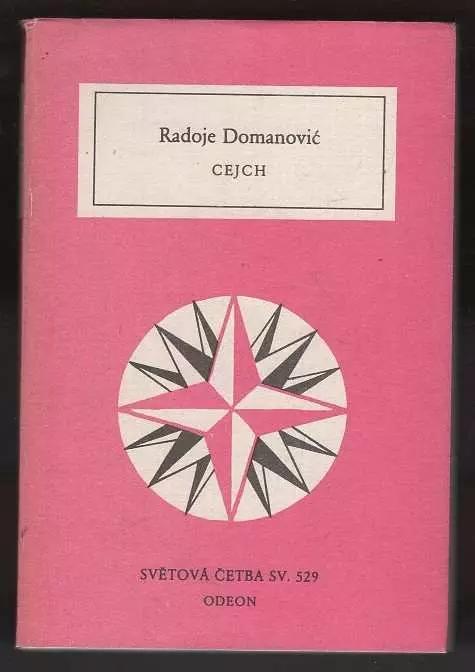 Radoje Domanović
CEJCH
SVĚTOVÁ ČETBA SV. 529
ODEON